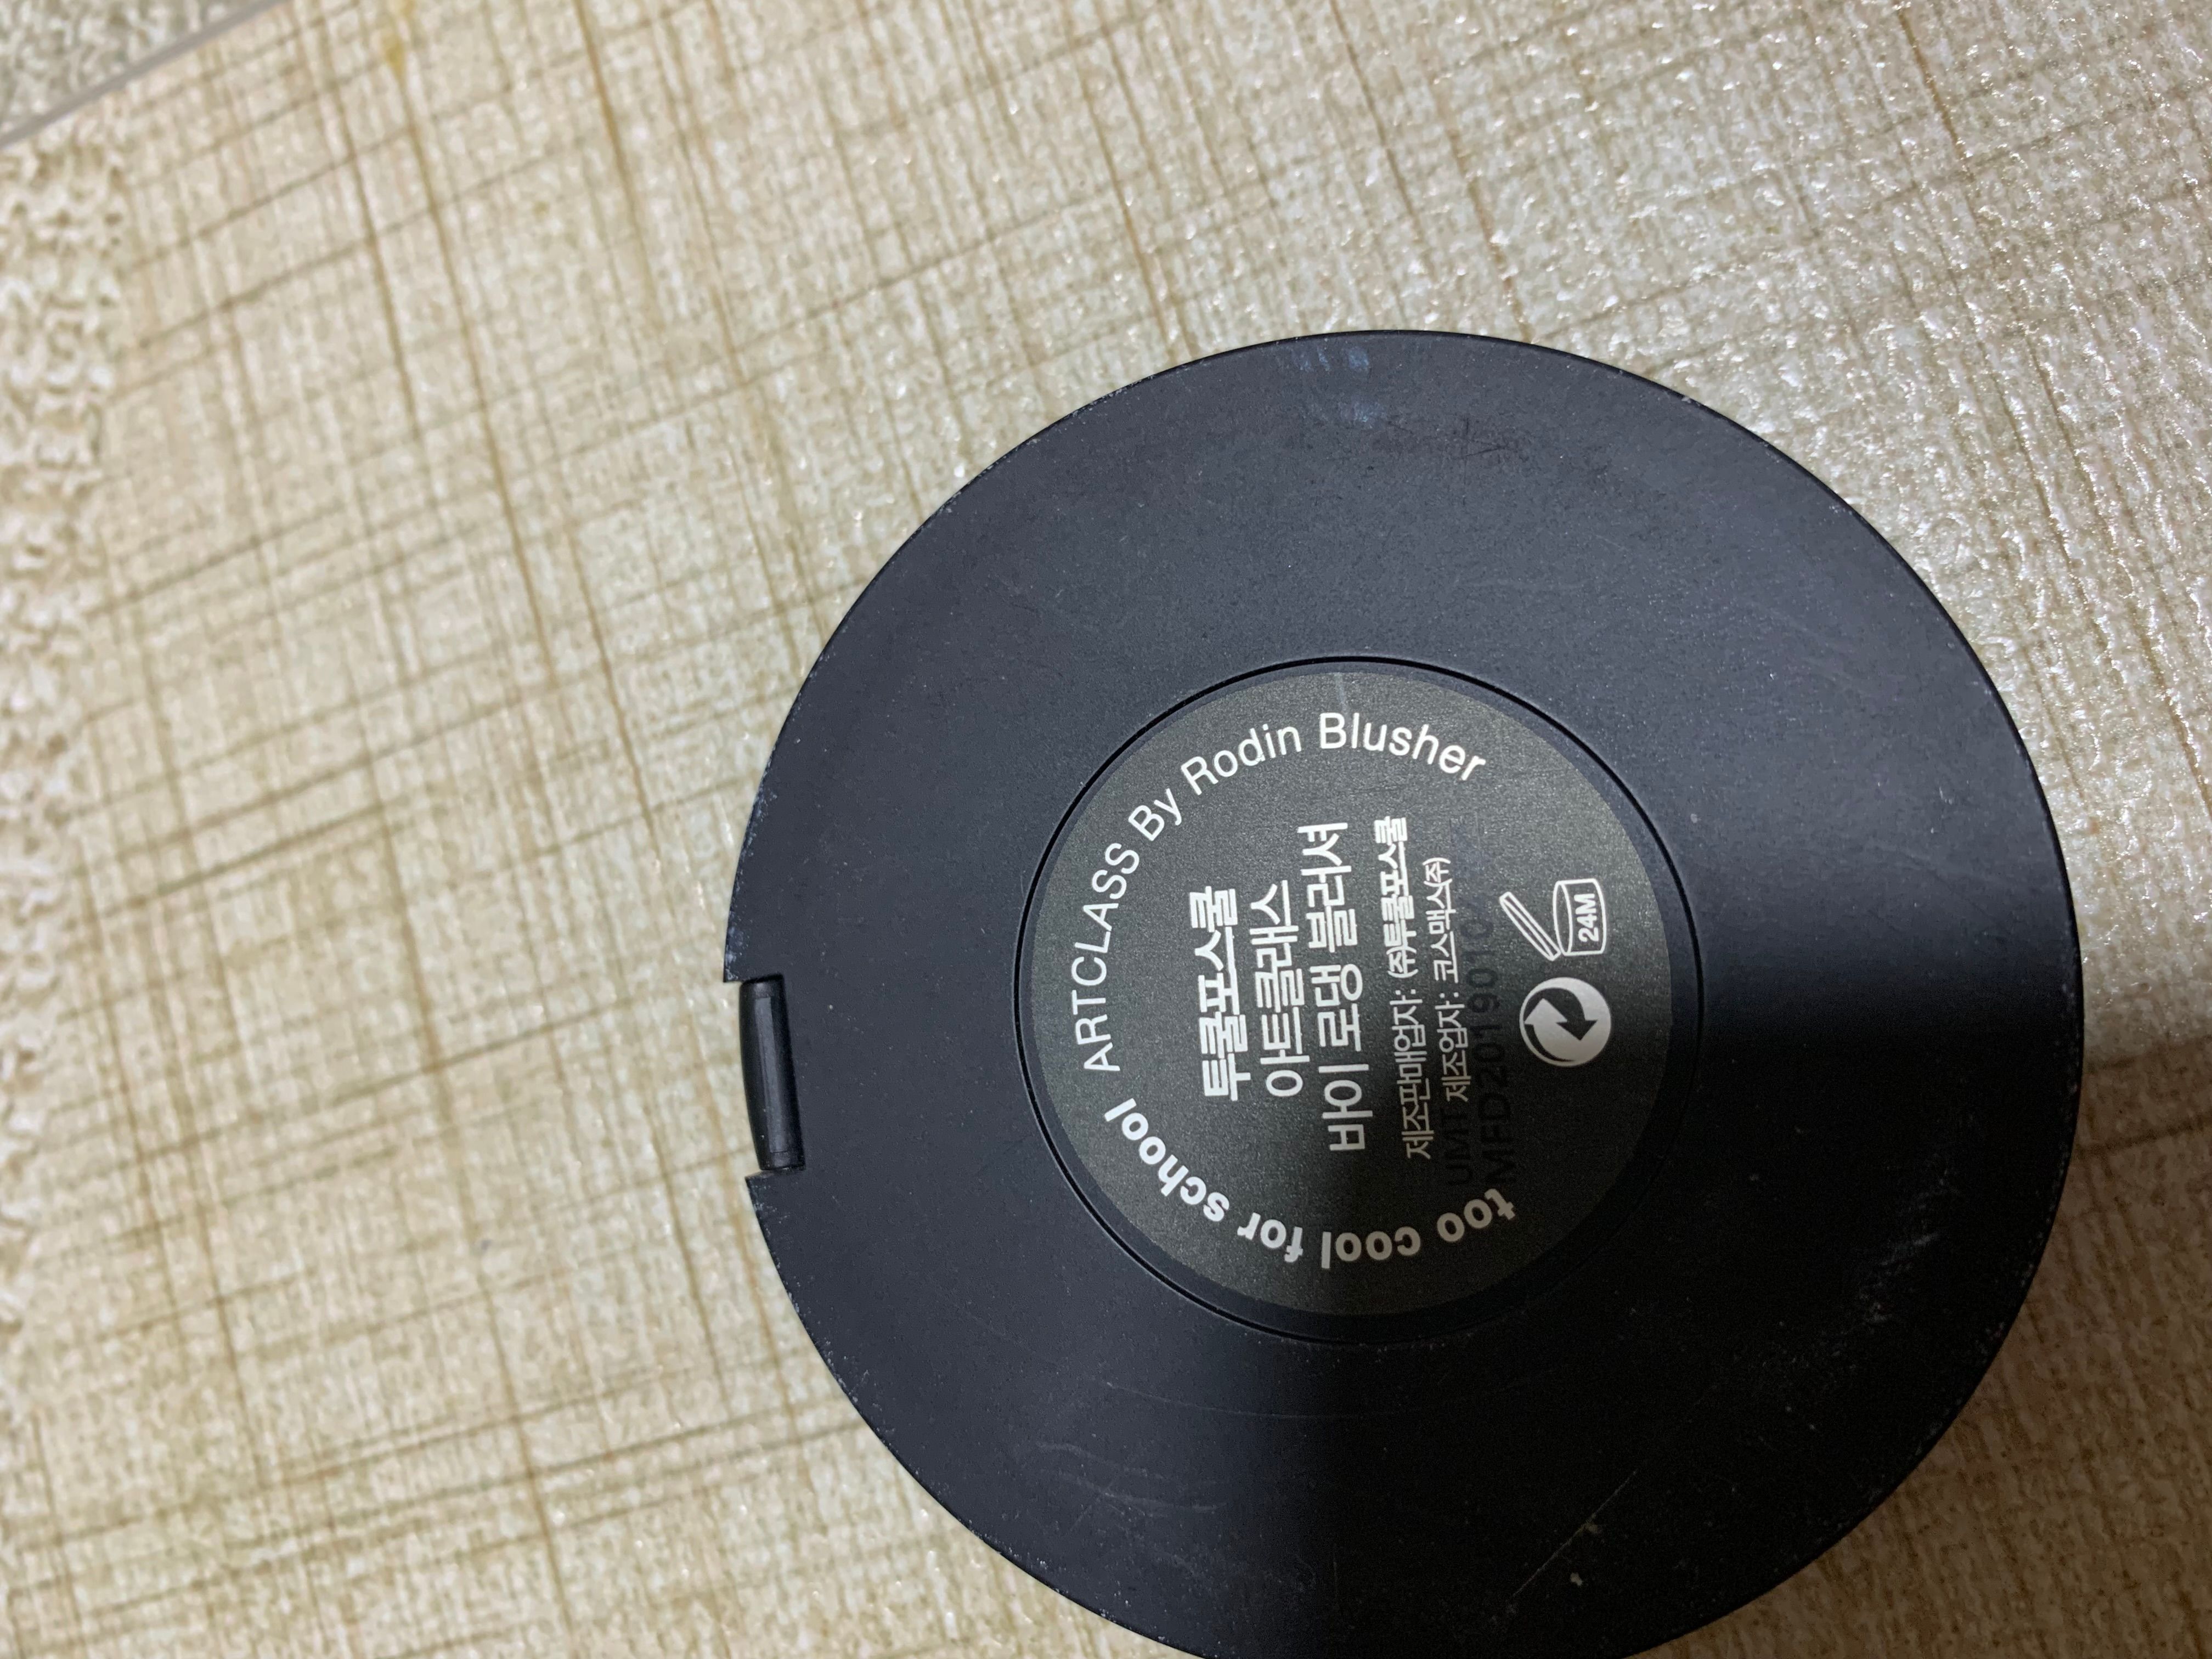 too cool for school ARTCLASS By Rodin Blusher
투쿨포스쿨
아트클래스
바이 로댕 블러셔
제조판매업자: (주)투쿨포스쿨
제조업자: 코스맥스(주)
24M